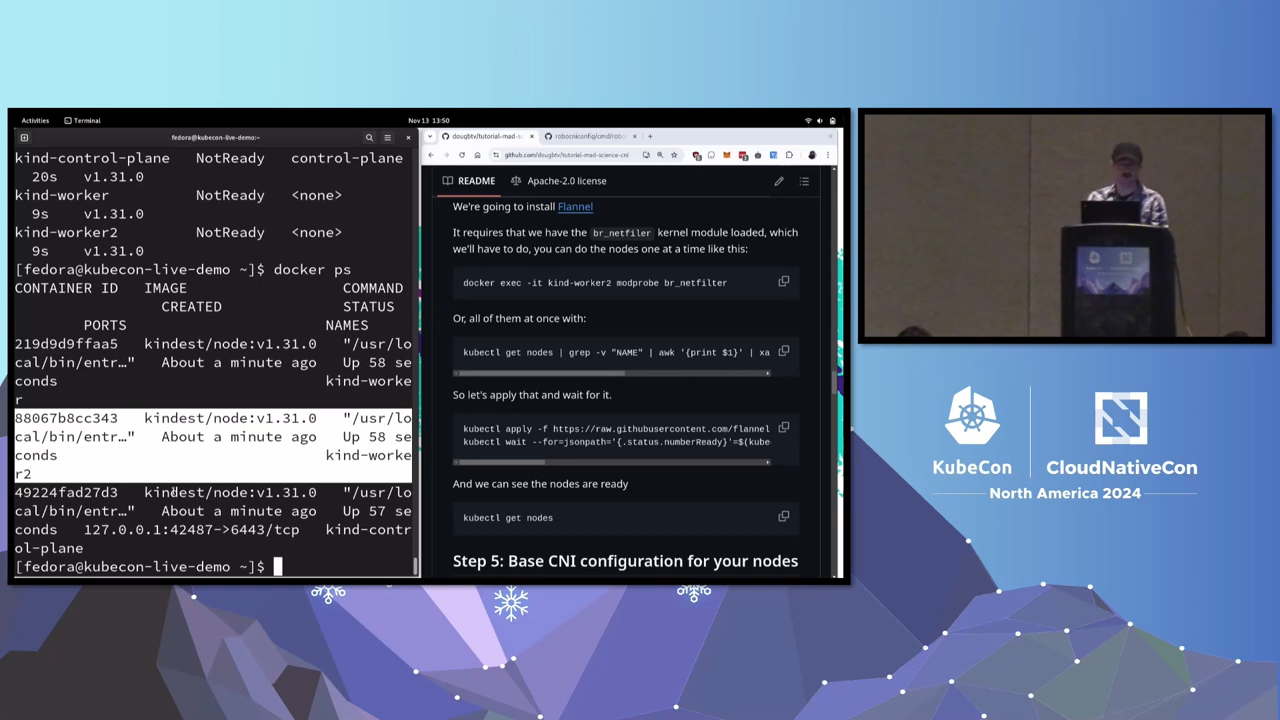 Activities
Terminal
Nov 13 13:50
fedora@kubecon-live-demo:~
kind-control-plane NotReady control-plane
20s v1.31.0
kind-worker NotReady <none>
9s v1.31.0
kind-worker2 NotReady <none>
9s v1.31.0
[fedora@kubecon-live-demo ~]$ docker ps
CONTAINER ID IMAGE COMMAND
CREATED STATUS
PORTS NAMES
219d9d9ffaa5 kindest/node:v1.31.0 "/usr/lo
cal/bin/entr…" About a minute ago Up 58 se
conds kind-worke
r
88067b8cc343 kindest/node:v1.31.0 "/usr/lo
cal/bin/entr…" About a minute ago Up 58 se
conds kind-worke
r2
49224fad27d3 kindest/node:v1.31.0 "/usr/lo
cal/bin/entr…" About a minute ago Up 57 se
conds 127.0.0.1:42487->6443/tcp kind-contr
ol-plane
[fedora@kubecon-live-demo ~]$
dougbtv/tutorial-mad-s
robocniconfig/cmd/robo
github.com/dougbtv/tutorial-mad-science-cni
README
Apache-2.0 license
We're going to install Flannel
It requires that we have the br_netfiler kernel module loaded, which
we'll have to do, you can do the nodes one at a time like this:
docker exec -it kind-worker2 modprobe br_netfilter
Or, all of them at once with:
kubectl get nodes | grep -v "NAME" | awk '{print $1}' | xa
So let's apply that and wait for it.
kubectl apply -f https://raw.githubusercontent.com/flannel
kubectl wait --for=jsonpath='{.status.numberReady}'=$(kube
And we can see the nodes are ready
kubectl get nodes
Step 5: Base CNI configuration for your nodes
KubeCon
CloudNativeCon
North America 2024